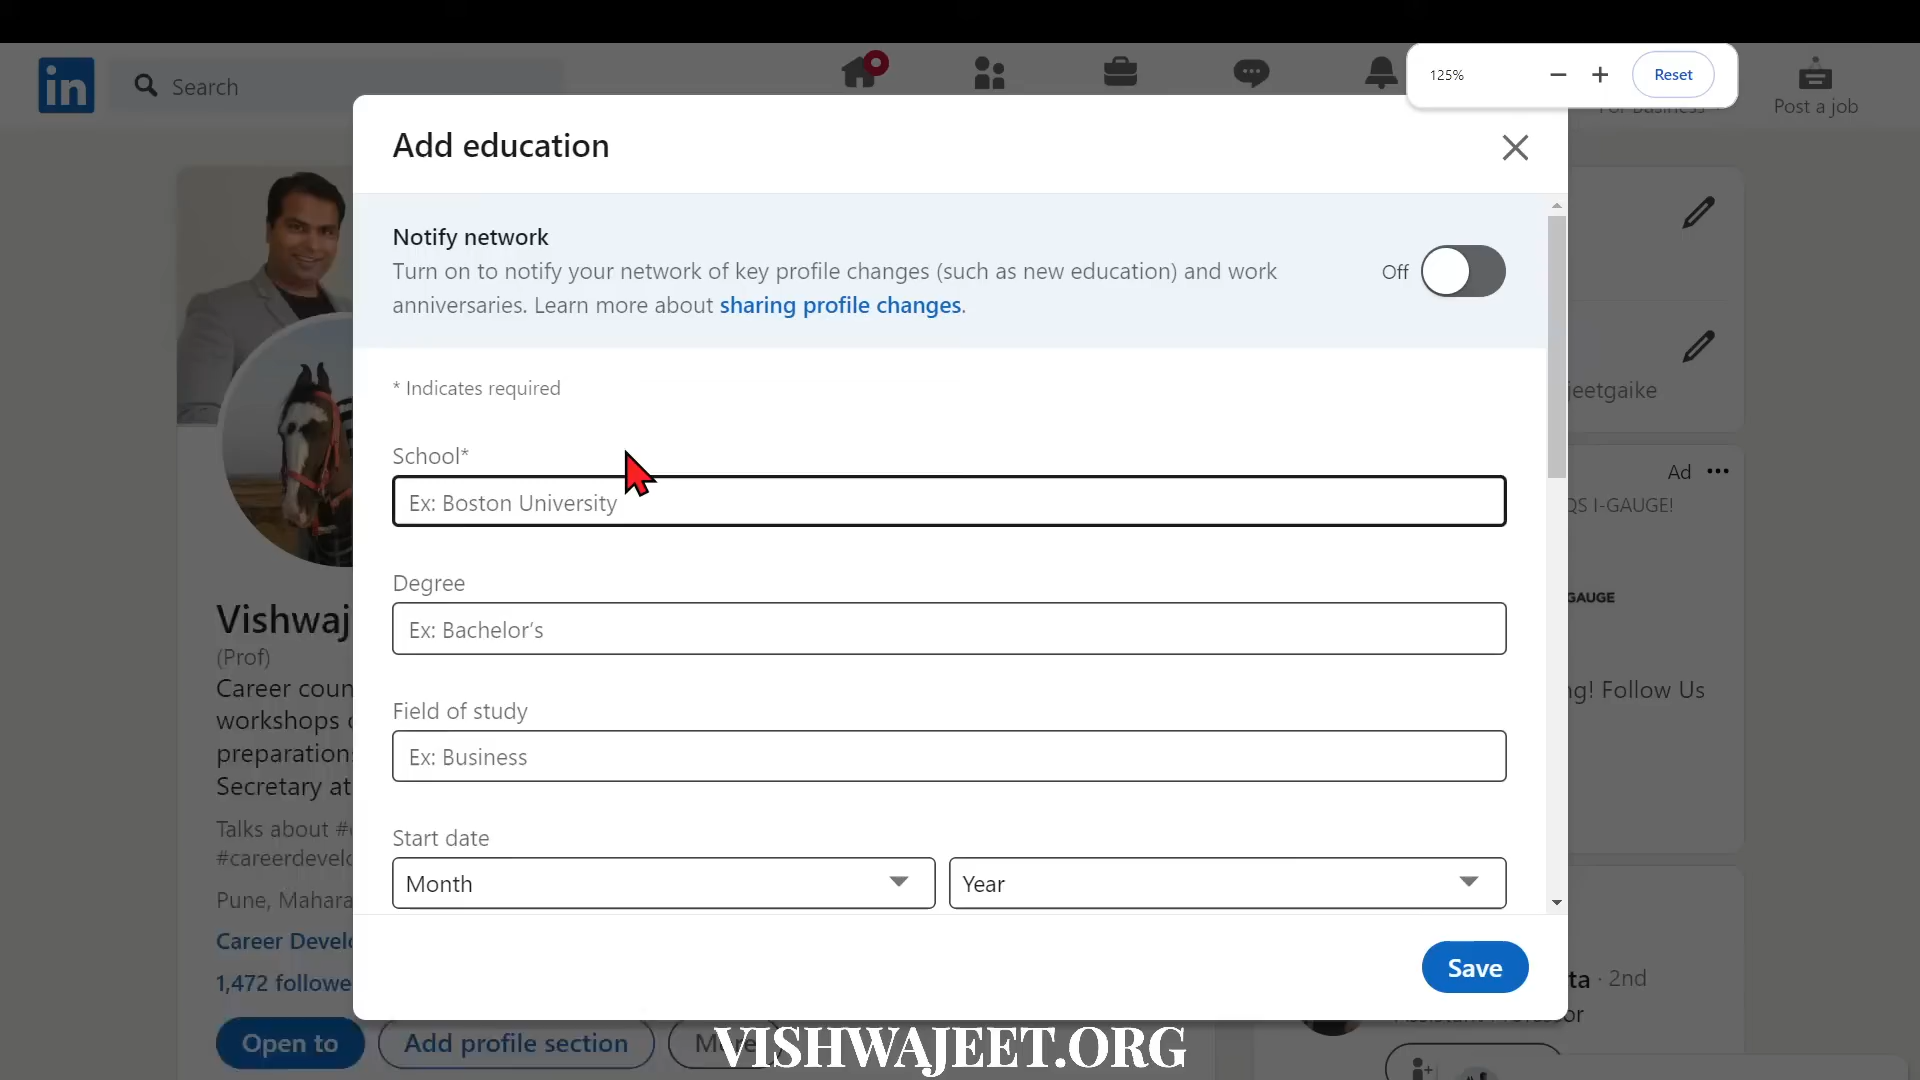 in
Search
125%
Reset
Post a job
Add education
Notify network
Turn on to notify your network of key profile changes (such as new education) and work
anniversaries. Learn more about sharing profile changes.
Off
* Indicates required
School*
Ex: Boston University
Degree
Ex: Bachelor's
Field of study
Ex: Business
Start date
Month
Year
Save
Vishwaj
(Prof)
Career coun
workshops
preparation
Secretary at
Talks about
#careerdevel
Pune, Mahara
Career Devel
1,472 followe
Open to
Add profile section
jeetgaike
Ad
QS I-GAUGE!
GAUGE
ng! Follow Us
ta · 2nd
VISHWAJEET.ORG